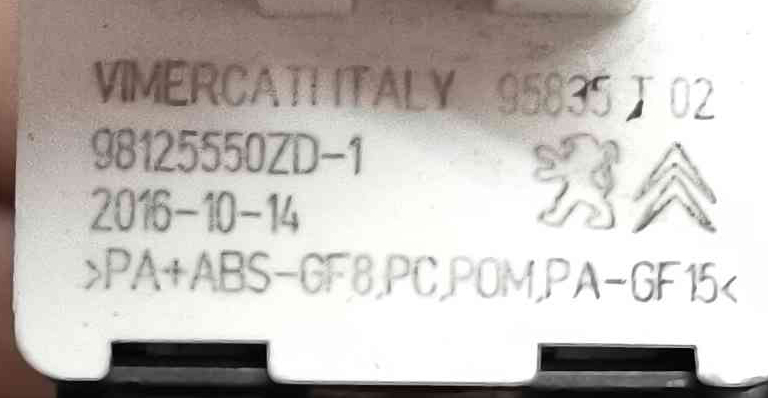 VIMERCATI ITALY 95835 J 02
98125550ZD-1
2016-10-14
>PA+ABS-GF8,PC,POM,PA-GF15<